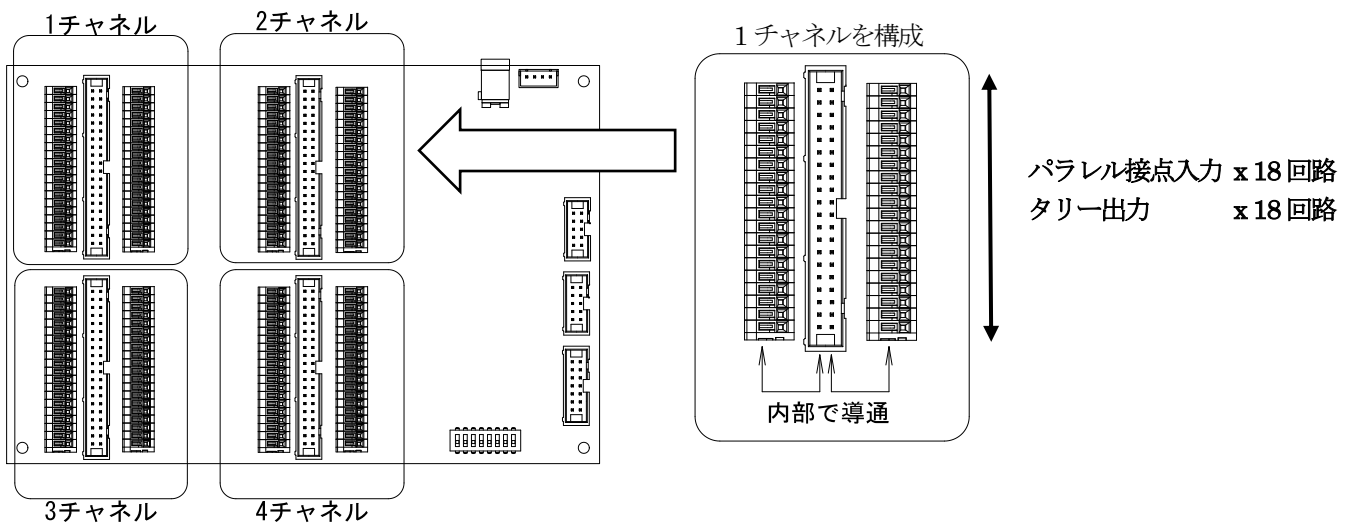 1チャネル
2チャネル
1チャネルを構成
パラレル接点入力 x 18 回路
タリー出力 x 18 回路
内部で導通
3チャネル
4チャネル